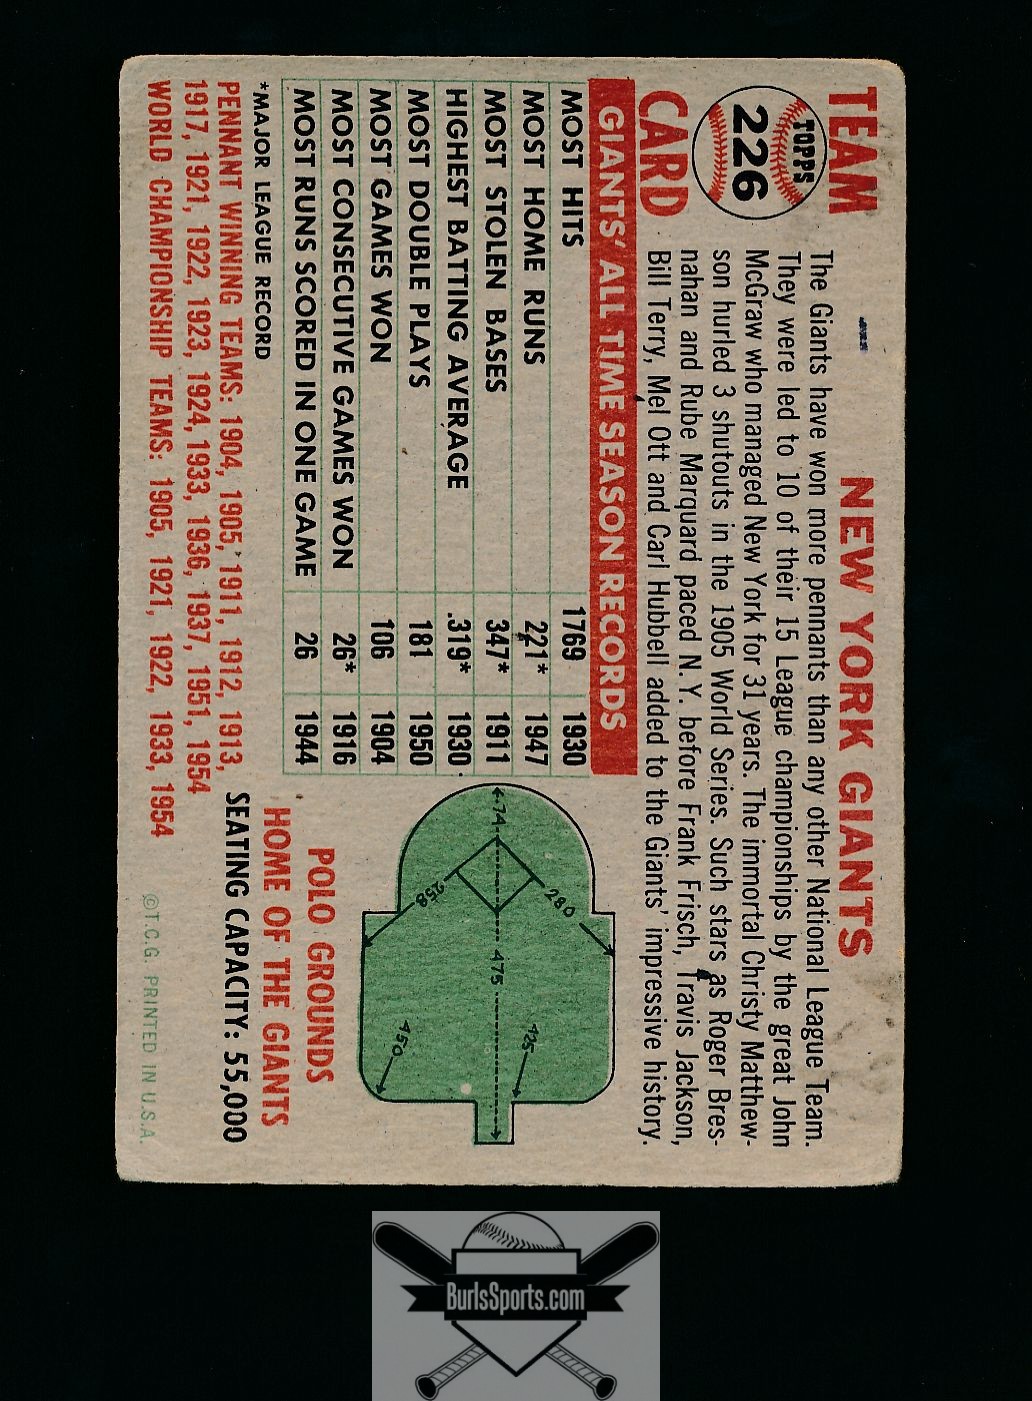 TEAM
TOPPS
226
CARD
NEW YORK GIANTS
The Giants have won more pennants than any other National League Team.
They were led to 10 of their 15 League championships by the great John
McGraw who managed New York for 31 years. The immortal Christy Matthew-
son hurled 3 shutouts in the 1905 World Series. Such stars as Roger Bres-
nahan and Rube Marquard paced N. Y. before Frank Frisch, Travis Jackson,
Bill Terry, Mel Ott and Carl Hubbell added to the Giants' impressive history.
GIANTS' ALL TIME SEASON RECORDS
MOST HITS 1769 1930
MOST HOME RUNS 221* 1947
MOST STOLEN BASES 347* 1911
HIGHEST BATING AVERAGE .319* 1930
MOST DOUBLE PLAYS 181 1950
MOST GAMES WON 106 1904
MOST CONSECUTIVE GAMES WON 26* 1916
MOST RUNS SCORED IN ONE GAME 26 1944
*MAJOR LEAGUE RECORD
PENNANT WINNING TEAMS: 1904, 1905, 1911, 1912, 1913,
1917, 1921, 1922, 1923, 1924, 1933, 1936, 1937, 1951, 1954
WORLD CHAMPIONSHIP TEAMS: 1905, 1921, 1922, 1933, 1954
74
280
258
475
425
450
POLO GROUNDS
HOME OF THE GIANTS
SEATING CAPACITY: 55,000
©T.C.G. PRINTED IN U.S.A.
BurlsSports.com